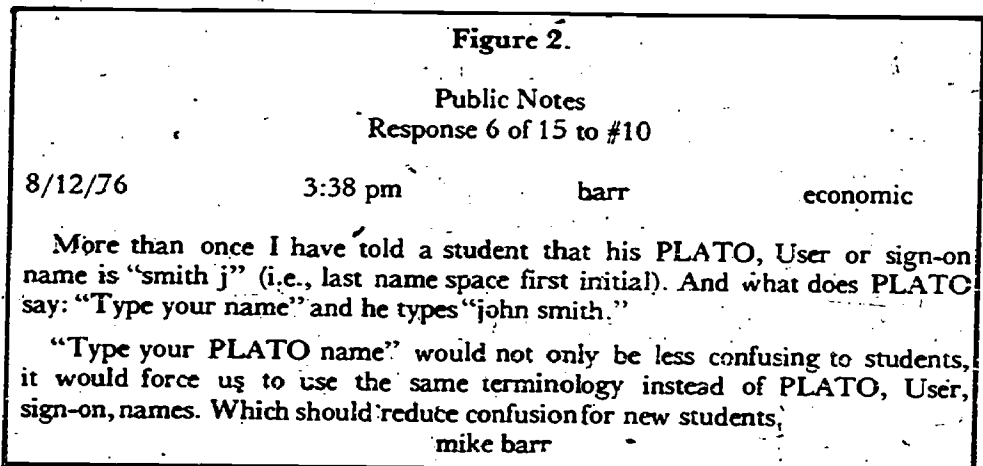 Figure 2.
Public Notes
Response 6 of 15 to #10
8/12/76 3:38 pm barr economic
More than once I have told a student that his PLATO, User or sign-on
name is “smith j” (i.e., last name space first initial). And what does PLATO
say: “Type your name” and he types “john smith.”
“Type your PLATO name” would not only be less confusing to students,
it would force us to use the same terminology instead of PLATO, User,
sign-on, names. Which should reduce confusion for new students.
mike barr